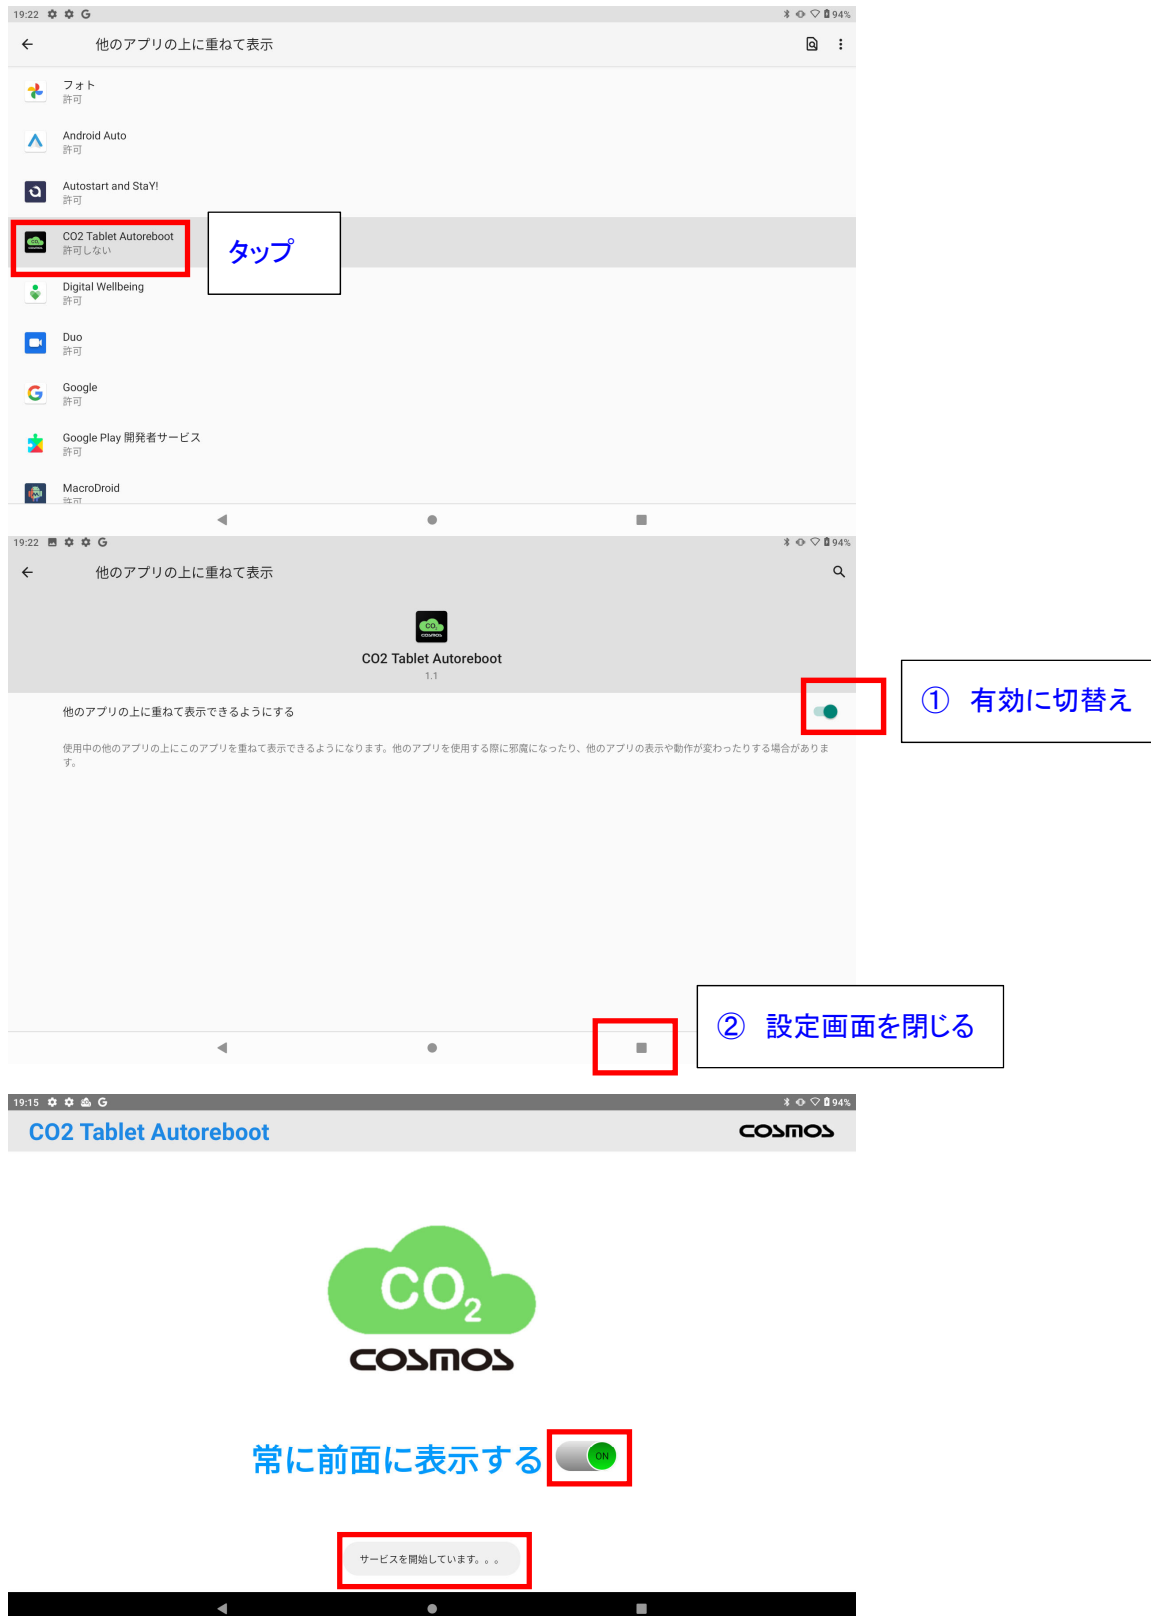 19:22 G 94%
他のアプリの上に重ねて表示
フォト
許可
Android Auto
許可
Autostart and StaY!
許可
CO2 Tablet Autoreboot
許可しない
タップ
Digital Wellbeing
許可
Duo
許可
Google
許可
Google Play 開発者サービス
許可
MacroDroid
許可
19:22 G 94%
他のアプリの上に重ねて表示
CO2
COSMOS
CO2 Tablet Autoreboot
1.1
他のアプリの上に重ねて表示できるようにする
① 有効に切替え
使用中の他のアプリの上にこのアプリを重ねて表示できるようになります。他のアプリを使用する際に邪魔になったり、他のアプリの表示や動作が変わったりする場合がありま
す。
② 設定画面を閉じる
19:15 G 94%
CO2 Tablet Autoreboot COSMOS
CO2
COSMOS
常に前面に表示する ON
サービスを開始しています。。。